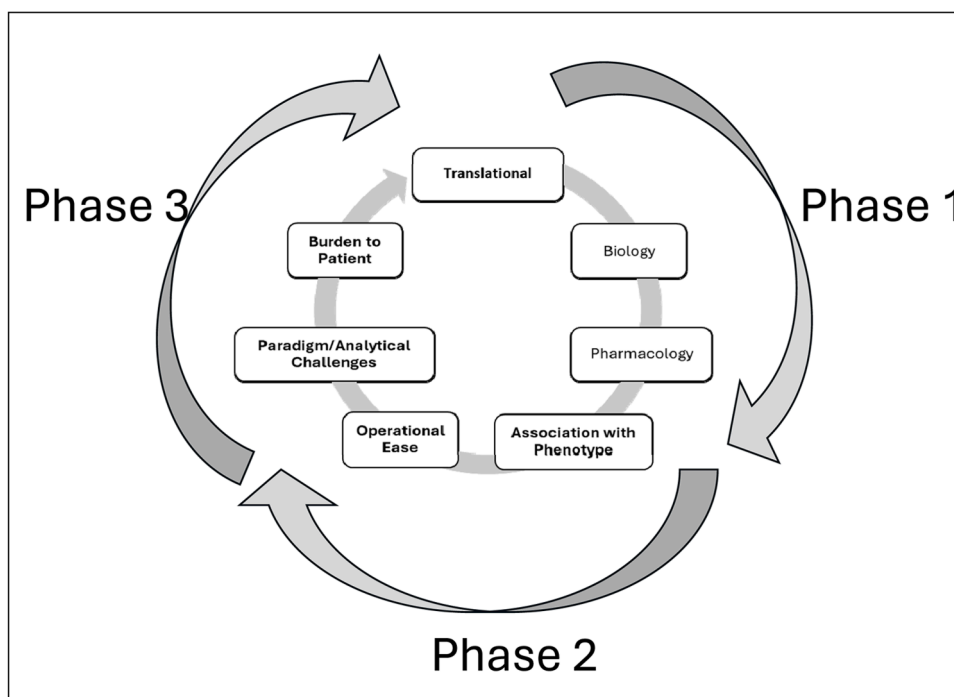 Phase 3
Phase 1
Translational
Burden to
Patient
Biology
Paradigm/Analytical
Challenges
Pharmacology
Operational
Ease
Association with
Phenotype
Phase 2